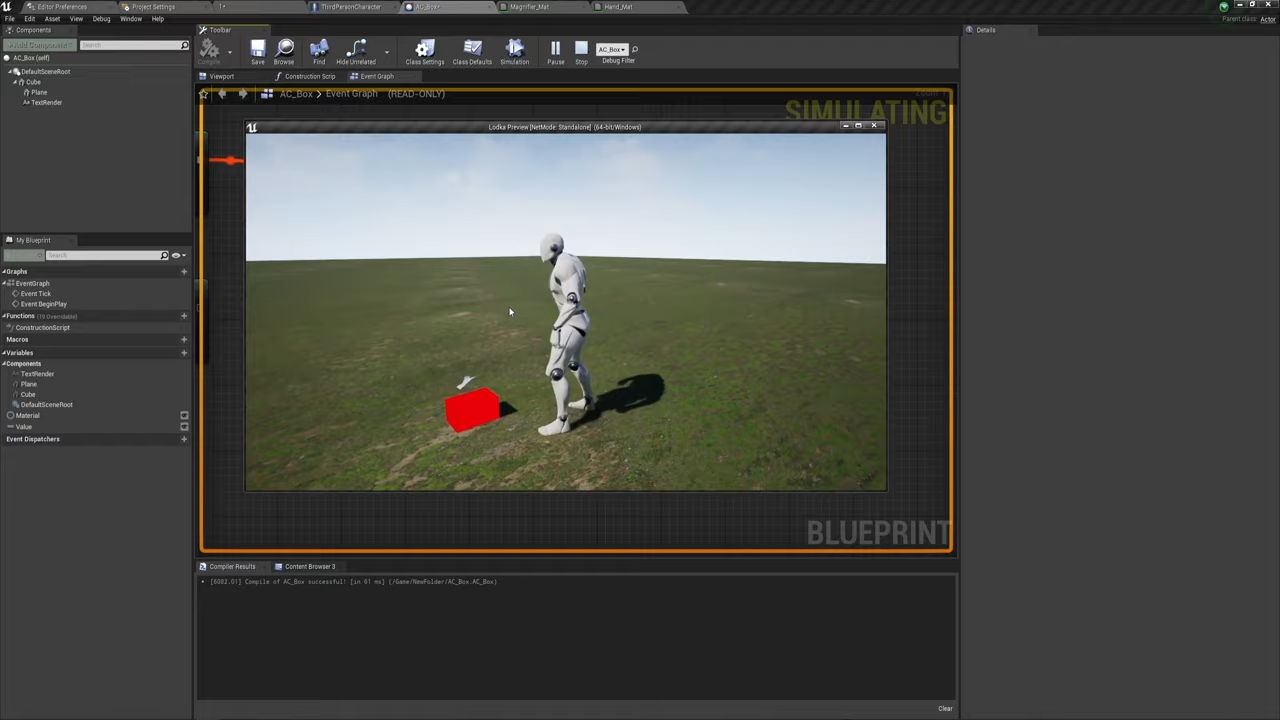 Editor Preferences
Project Settings
1*
ThirdPersonCharacter
AC_Box*
Magnifier_Mat
Hand_Mat
File Edit Asset View Debug Window Help
Parent class: Actor
Components
Toolbar
Details
+ Add Component
Search
AC_Box (self)
DefaultSceneRoot
Cube
Plane
TextRender
Compile
Save
Browse
Find
Hide Unrelated
Class Settings
Class Defaults
Simulation
Pause
Stop
AC_Box
Debug Filter
Viewport
Construction Scrip
Event Graph
AC_Box > Event Graph (READ-ONLY)
SIMULATING
Lodka Preview [NetMode: Standalone] (64-bit/Windows)
My Blueprint
Search
Graphs
EventGraph
Event Tick
Event BeginPlay
Functions (19 Overridable)
ConstructionScript
Macros
Variables
Components
TextRender
Plane
Cube
DefaultSceneRoot
Material
Value
Event Dispatchers
BLUEPRINT
Compiler Results
Content Browser 3
[6082.01] Compile of AC_Box successful! [in 61 ms] (/Game/NewFolder/AC_Box.AC_Box)
Clear